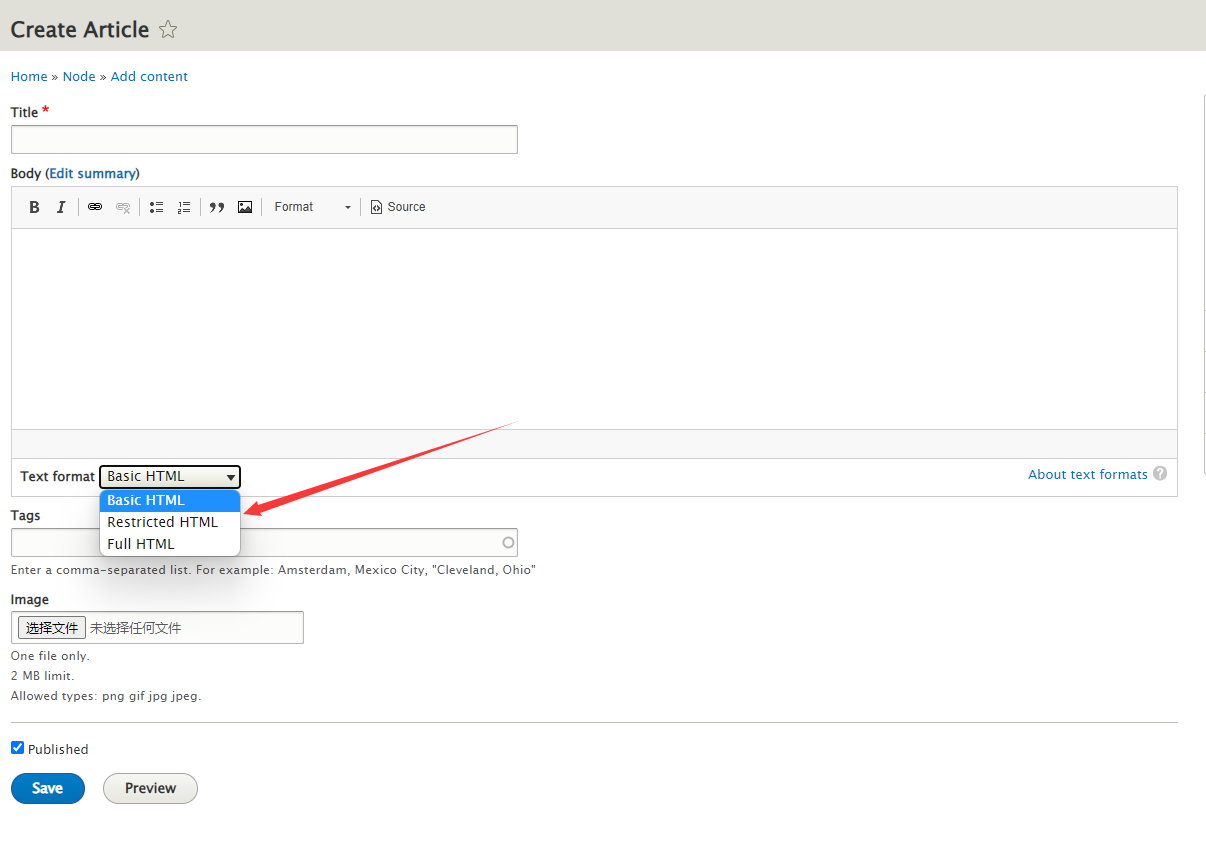 Create Article
Home » Node » Add content
Title *
Body (Edit summary)
B I Format Source
Text format Basic HTML About text formats ?
Basic HTML
Restricted HTML
Full HTML
Tags
Enter a comma-separated list. For example: Amsterdam, Mexico City, "Cleveland, Ohio"
Image
选择文件 未选择任何文件
One file only.
2 MB limit.
Allowed types: png gif jpg jpeg.
Published
Save Preview